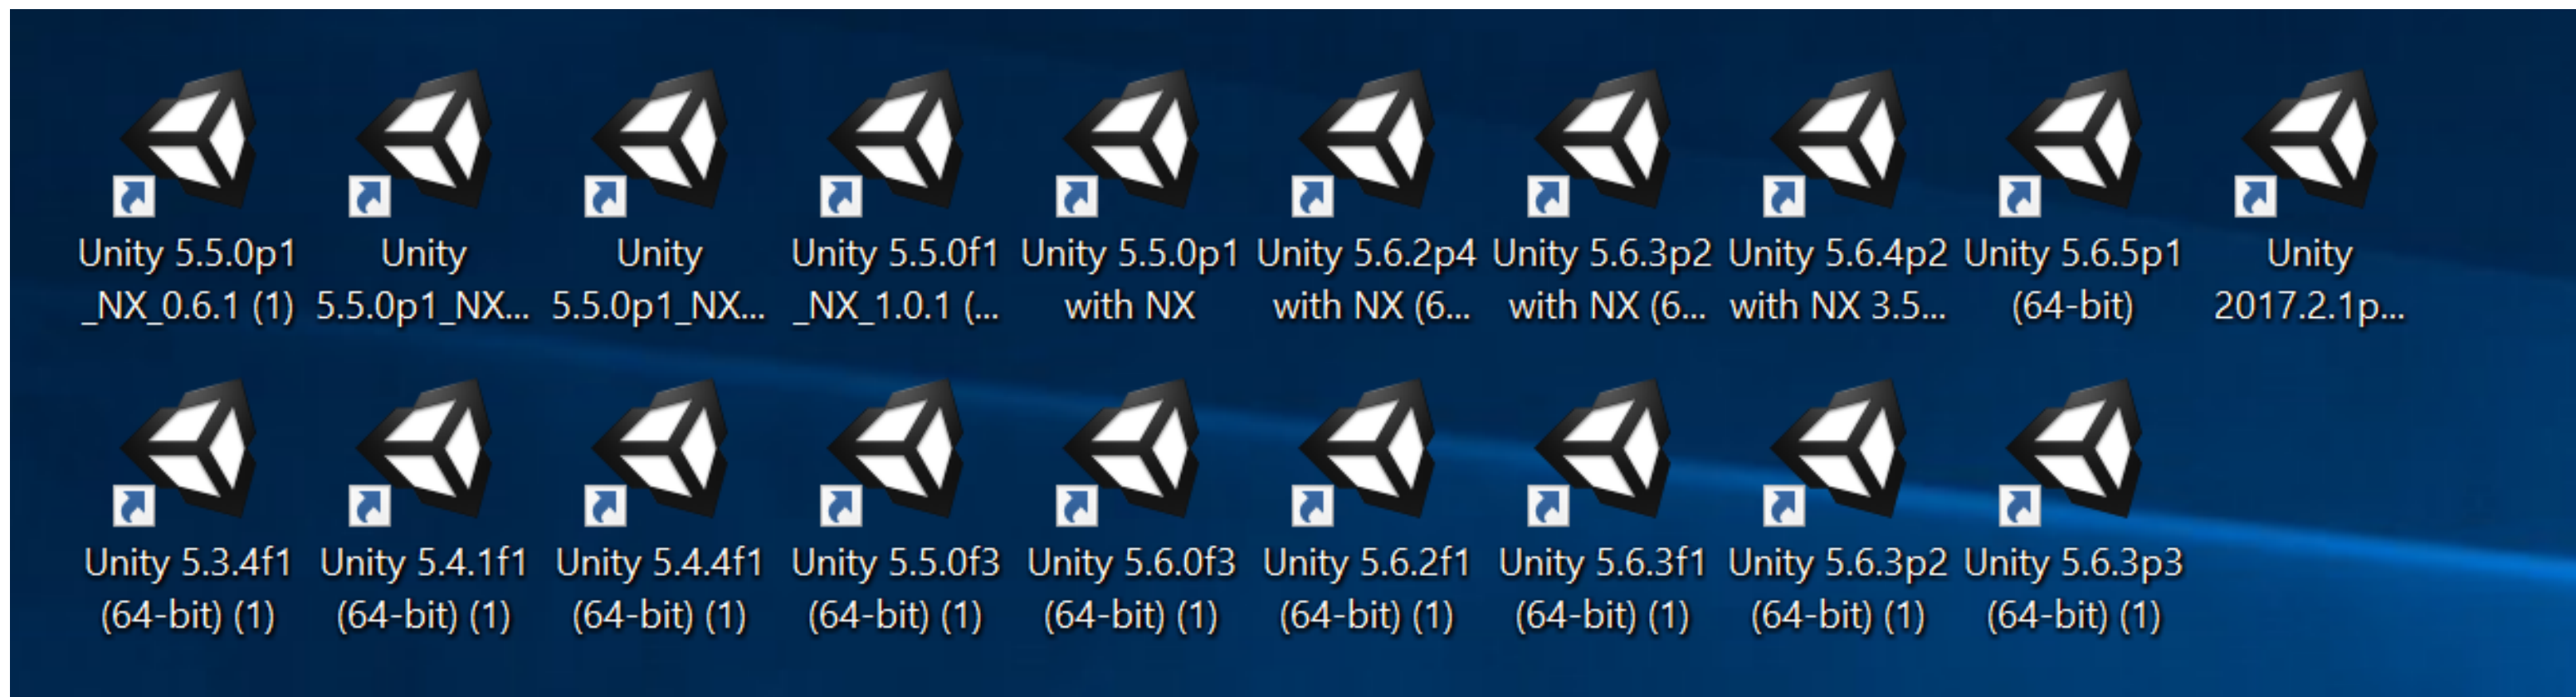 Unity 5.5.0p1
_NX_0.6.1 (1)
Unity
5.5.0p1_NX...
Unity
5.5.0p1_NX...
Unity 5.5.0f1
_NX_1.0.1 (...
Unity 5.5.0p1
with NX
Unity 5.6.2p4
with NX (6...
Unity 5.6.3p2
with NX (6...
Unity 5.6.4p2
with NX 3.5...
Unity 5.6.5p1
(64-bit)
Unity
2017.2.1p...
Unity 5.3.4f1
(64-bit) (1)
Unity 5.4.1f1
(64-bit) (1)
Unity 5.4.4f1
(64-bit) (1)
Unity 5.5.0f3
(64-bit) (1)
Unity 5.6.0f3
(64-bit) (1)
Unity 5.6.2f1
(64-bit) (1)
Unity 5.6.3f1
(64-bit) (1)
Unity 5.6.3p2
(64-bit) (1)
Unity 5.6.3p3
(64-bit) (1)